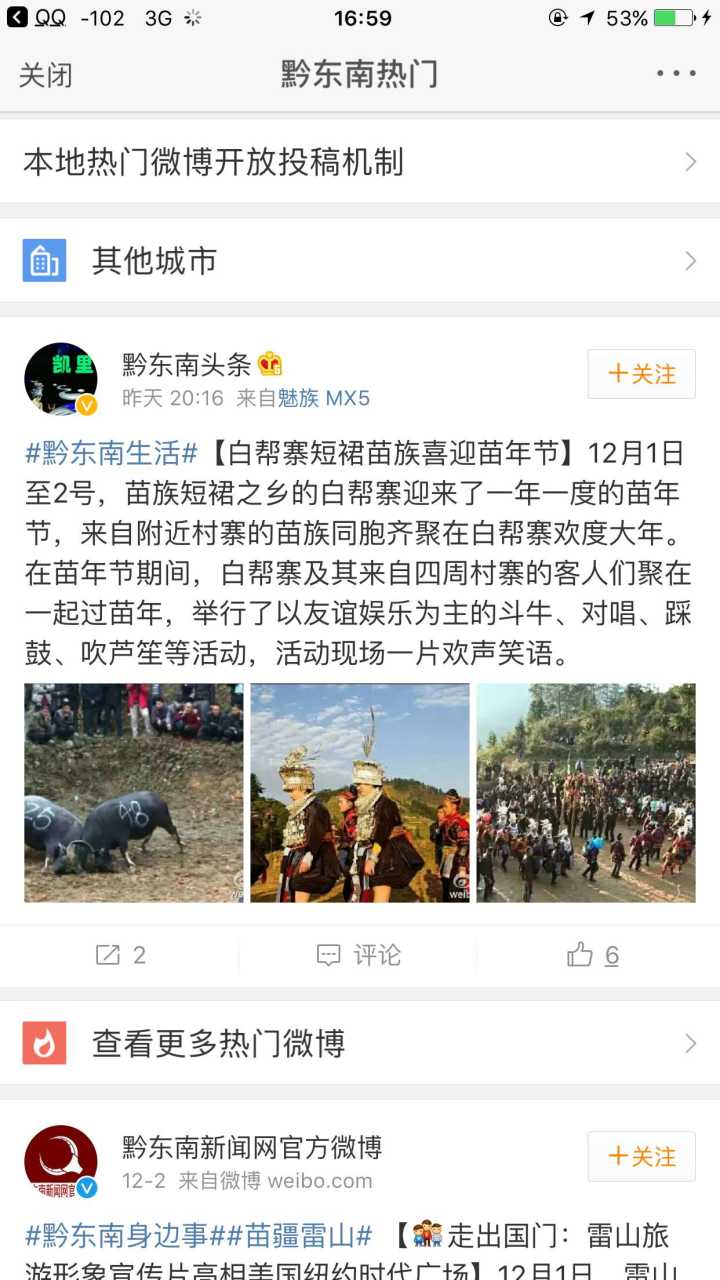 QQ -102 3G 16:59 53%
关闭 黔东南热门
本地热门微博开放投稿机制
其他城市
凯里
黔东南头条
+关注
昨天 20:16 来自魅族 MX5
#黔东南生活#【白帮寨短裙苗族喜迎苗年节】12月1日
至2号，苗族短裙之乡的白帮寨迎来了一年一度的苗年
节，来自附近村寨的苗族同胞齐聚在白帮寨欢度大年。
在苗年节期间，白帮寨及其来自四周村寨的客人们聚在
一起过苗年，举行了以友谊娱乐为主的斗牛、对唱、踩
鼓、吹芦笙等活动，活动现场一片欢声笑语。
48
2 评论 6
查看更多热门微博
黔东南新闻网官方微博
+关注
12-2 来自微博 weibo.com
#黔东南身边事##苗疆雷山#【走出国门：雷山旅
游形象宣传片亮相美国纽约时代广场】12月1日，雷山